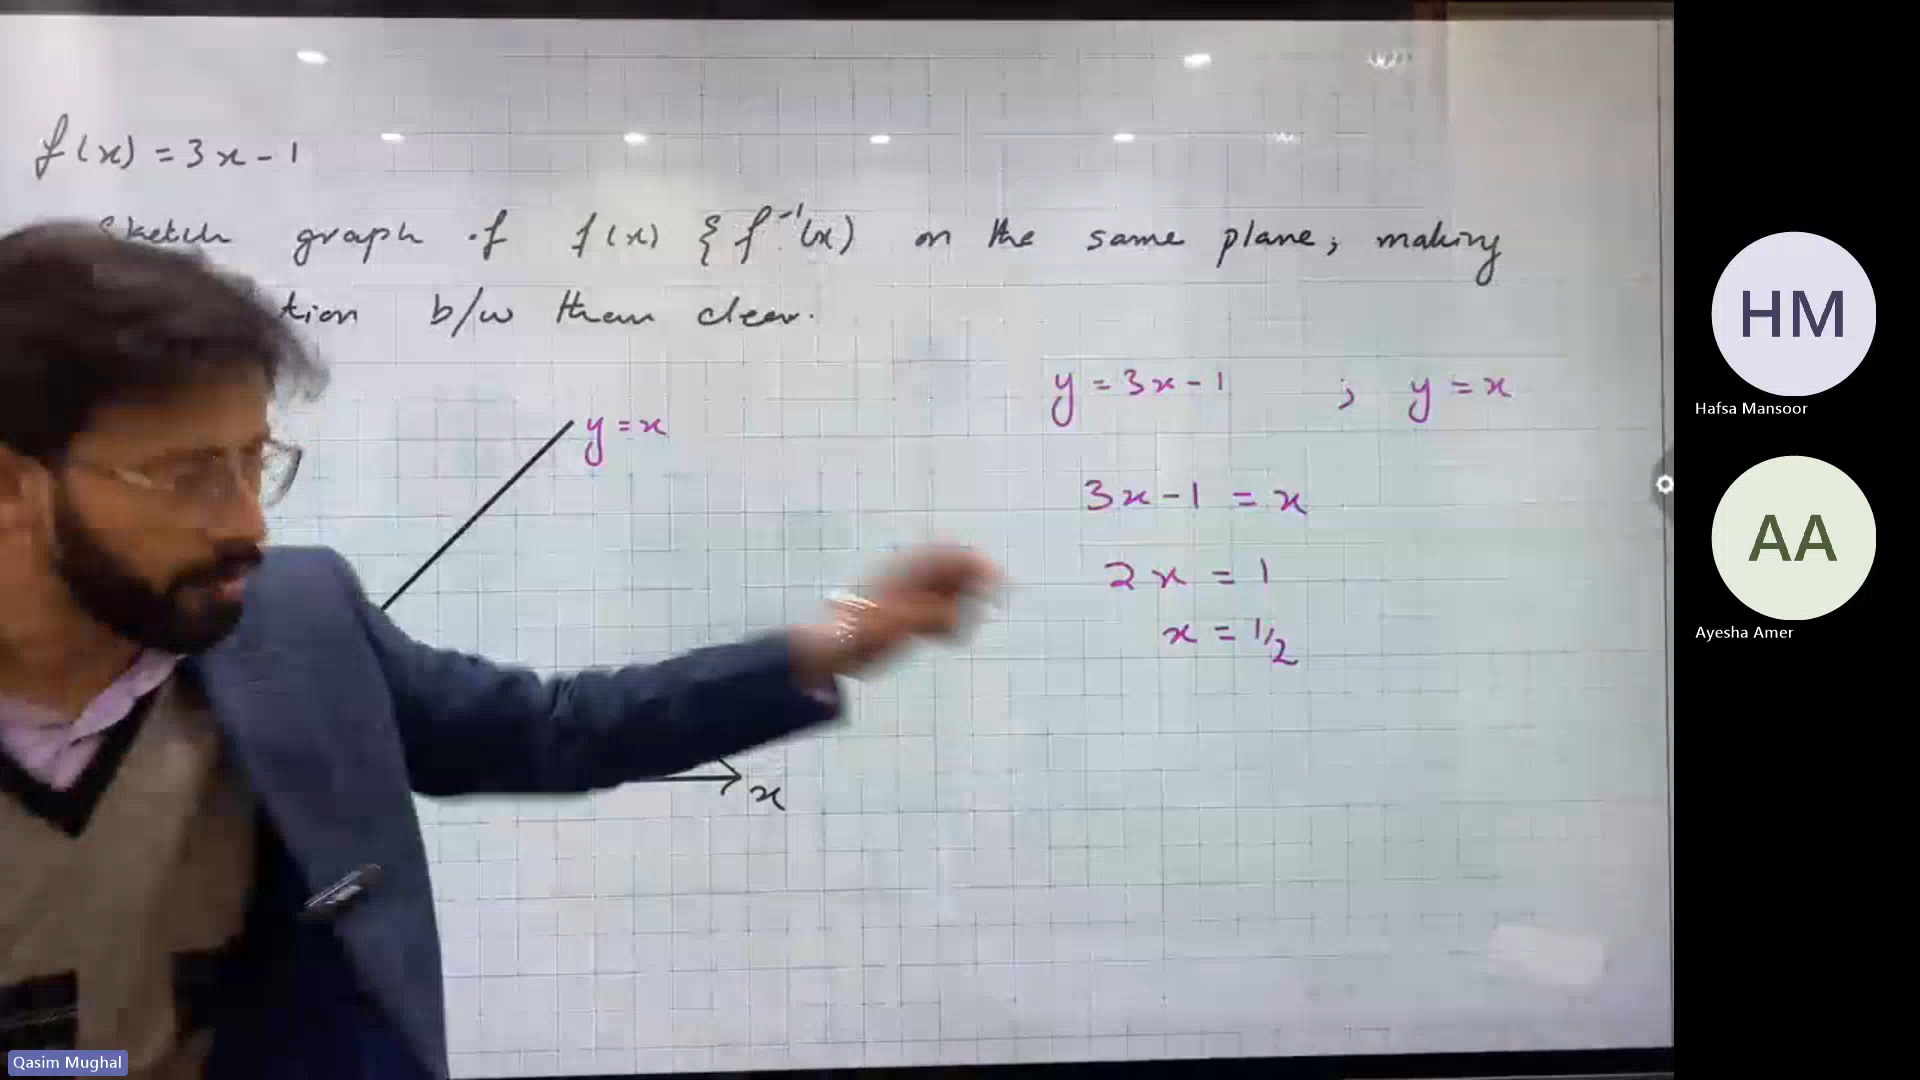 f(x) = 3x - 1
Sketch graph of f(x) & f⁻¹(x) on the same plane; making
tion b/w them clear.
y = 3x - 1 ; y = x
y = x
3x - 1 = x
2x = 1
x = 1/2
x
HM
Hafsa Mansoor
AA
Ayesha Amer
Qasim Mughal